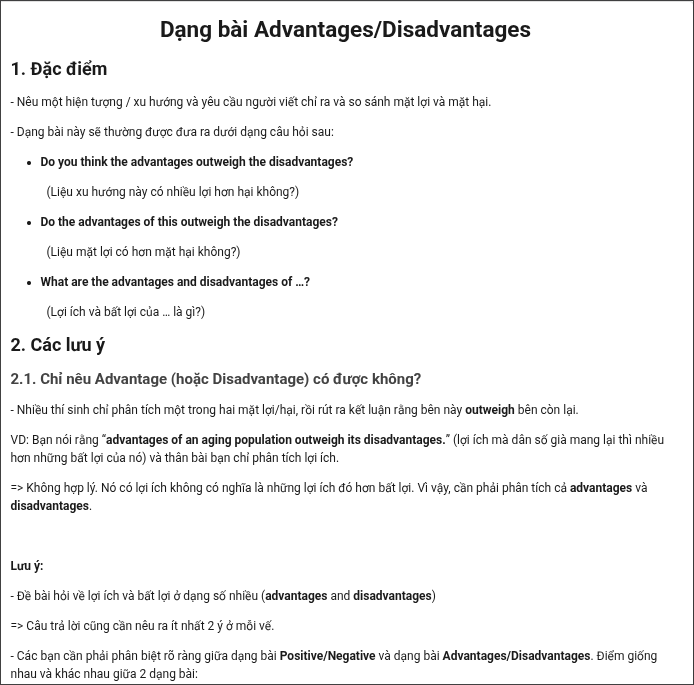 Dạng bài Advantages/Disadvantages
1. Đặc điểm
- Nêu một hiện tượng / xu hướng và yêu cầu người viết chỉ ra và so sánh mặt lợi và mặt hại.
- Dạng bài này sẽ thường được đưa ra dưới dạng câu hỏi sau:
• Do you think the advantages outweigh the disadvantages?
(Liệu xu hướng này có nhiều lợi hơn hại không?)
• Do the advantages of this outweigh the disadvantages?
(Liệu mặt lợi có hơn mặt hại không?)
• What are the advantages and disadvantages of …?
(Lợi ích và bất lợi của … là gì?)
2. Các lưu ý
2.1. Chỉ nêu Advantage (hoặc Disadvantage) có được không?
- Nhiều thí sinh chỉ phân tích một trong hai mặt lợi/hại, rồi rút ra kết luận rằng bên này outweigh bên còn lại.
VD: Bạn nói rằng “advantages of an aging population outweigh its disadvantages.” (lợi ích mà dân số già mang lại thì nhiều
hơn những bất lợi của nó) và thân bài bạn chỉ phân tích lợi ích.
=> Không hợp lý. Nó có lợi ích không có nghĩa là những lợi ích đó hơn bất lợi. Vì vậy, cần phải phân tích cả advantages và
disadvantages.
Lưu ý:
- Đề bài hỏi về lợi ích và bất lợi ở dạng số nhiều (advantages and disadvantages)
=> Câu trả lời cũng cần nêu ra ít nhất 2 ý ở mỗi vế.
- Các bạn cần phải phân biệt rõ ràng giữa dạng bài Positive/Negative và dạng bài Advantages/Disadvantages. Điểm giống
nhau và khác nhau giữa 2 dạng bài: